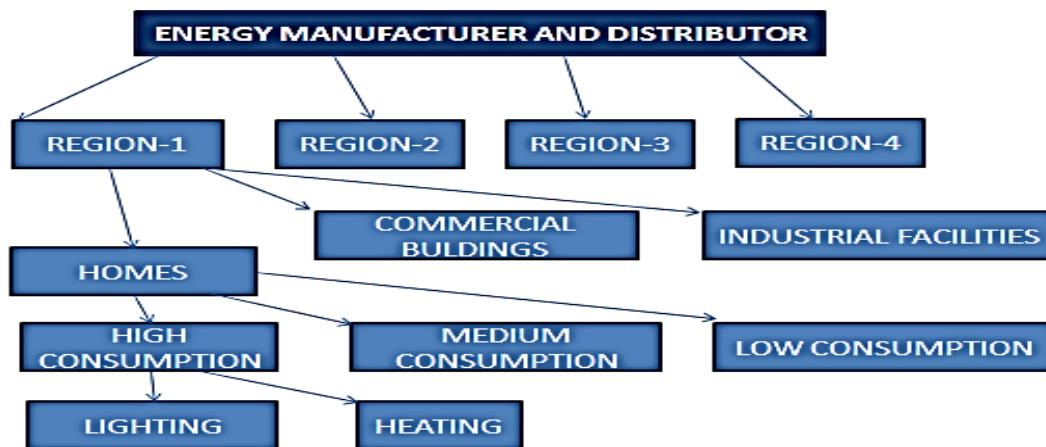 ENERGY MANUFACTURER AND DISTRIBUTOR
REGION-1
REGION-2
REGION-3
REGION-4
COMMERCIAL
BULDINGS
INDUSTRIAL FACILITIES
HOMES
HIGH
CONSUMPTION
MEDIUM
CONSUMPTION
LOW CONSUMPTION
LIGHTING
HEATING